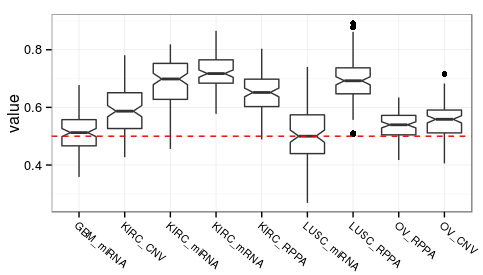 value
0.8
0.6
0.4
GBM_miRNA
KIRC_CNV
KIRC_miRNA
KIRC_mRNA
KIRC_RPPA
LUSC_miRNA
LUSC_RPPA
OV_RPPA
OV_CNV